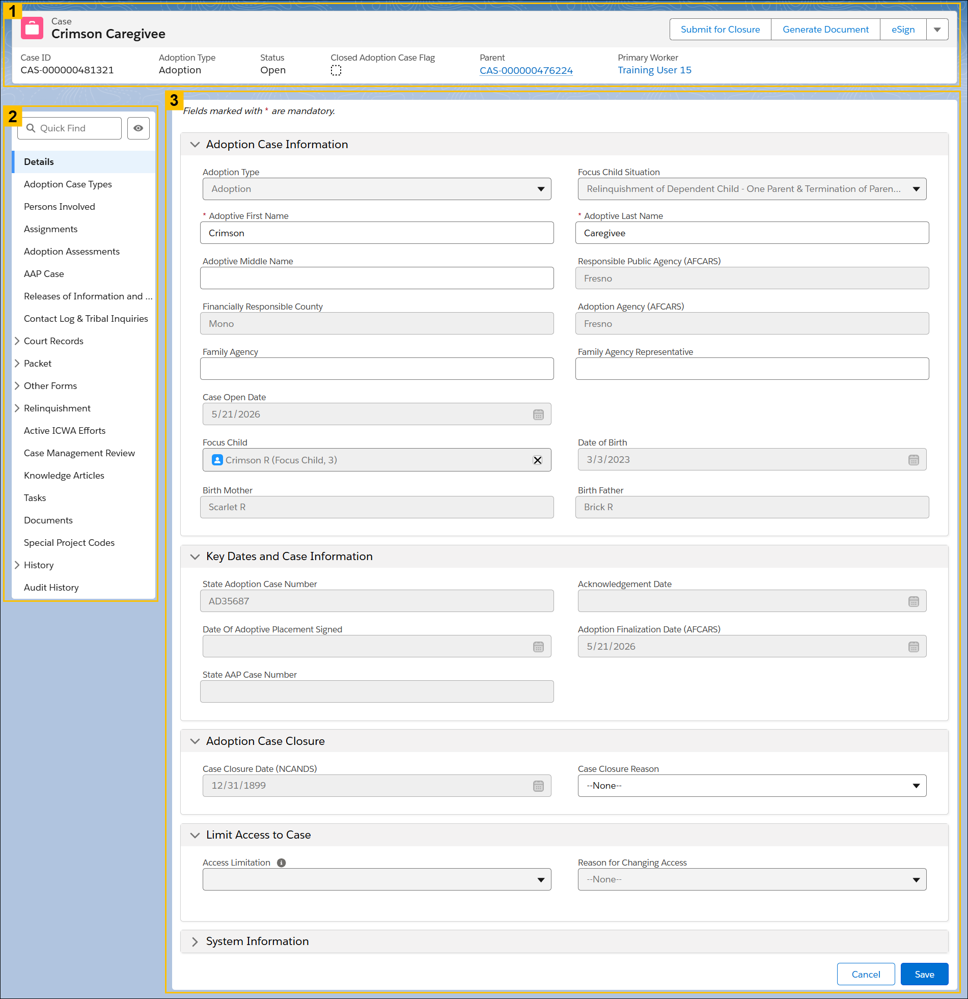 1
Case
Crimson Caregivee
Submit for Closure
Generate Document
eSign
Case ID
Adoption Type
Status
Closed Adoption Case Flag
Parent
Primary Worker
CAS-000000481321
Adoption
Open
CAS-000000476224
Training User 15
2
Quick Find
Details
Adoption Case Types
Persons Involved
Assignments
Adoption Assessments
AAP Case
Releases of Information and ...
Contact Log & Tribal Inquiries
Court Records
Packet
Other Forms
Relinquishment
Active ICWA Efforts
Case Management Review
Knowledge Articles
Tasks
Documents
Special Project Codes
History
Audit History
3
Fields marked with * are mandatory.
Adoption Case Information
Adoption Type
Focus Child Situation
Adoption
Relinquishment of Dependent Child - One Parent & Termination of Paren...
* Adoptive First Name
* Adoptive Last Name
Crimson
Caregivee
Adoptive Middle Name
Responsible Public Agency (AFCARS)
Fresno
Financially Responsible County
Adoption Agency (AFCARS)
Mono
Fresno
Family Agency
Family Agency Representative
Case Open Date
5/21/2026
Focus Child
Date of Birth
Crimson R (Focus Child, 3)
3/3/2023
Birth Mother
Birth Father
Scarlet R
Brick R
Key Dates and Case Information
State Adoption Case Number
Acknowledgement Date
AD35687
Date Of Adoptive Placement Signed
Adoption Finalization Date (AFCARS)
5/21/2026
State AAP Case Number
Adoption Case Closure
Case Closure Date (NCANDS)
Case Closure Reason
12/31/1899
--None--
Limit Access to Case
Access Limitation
Reason for Changing Access
--None--
System Information
Cancel
Save